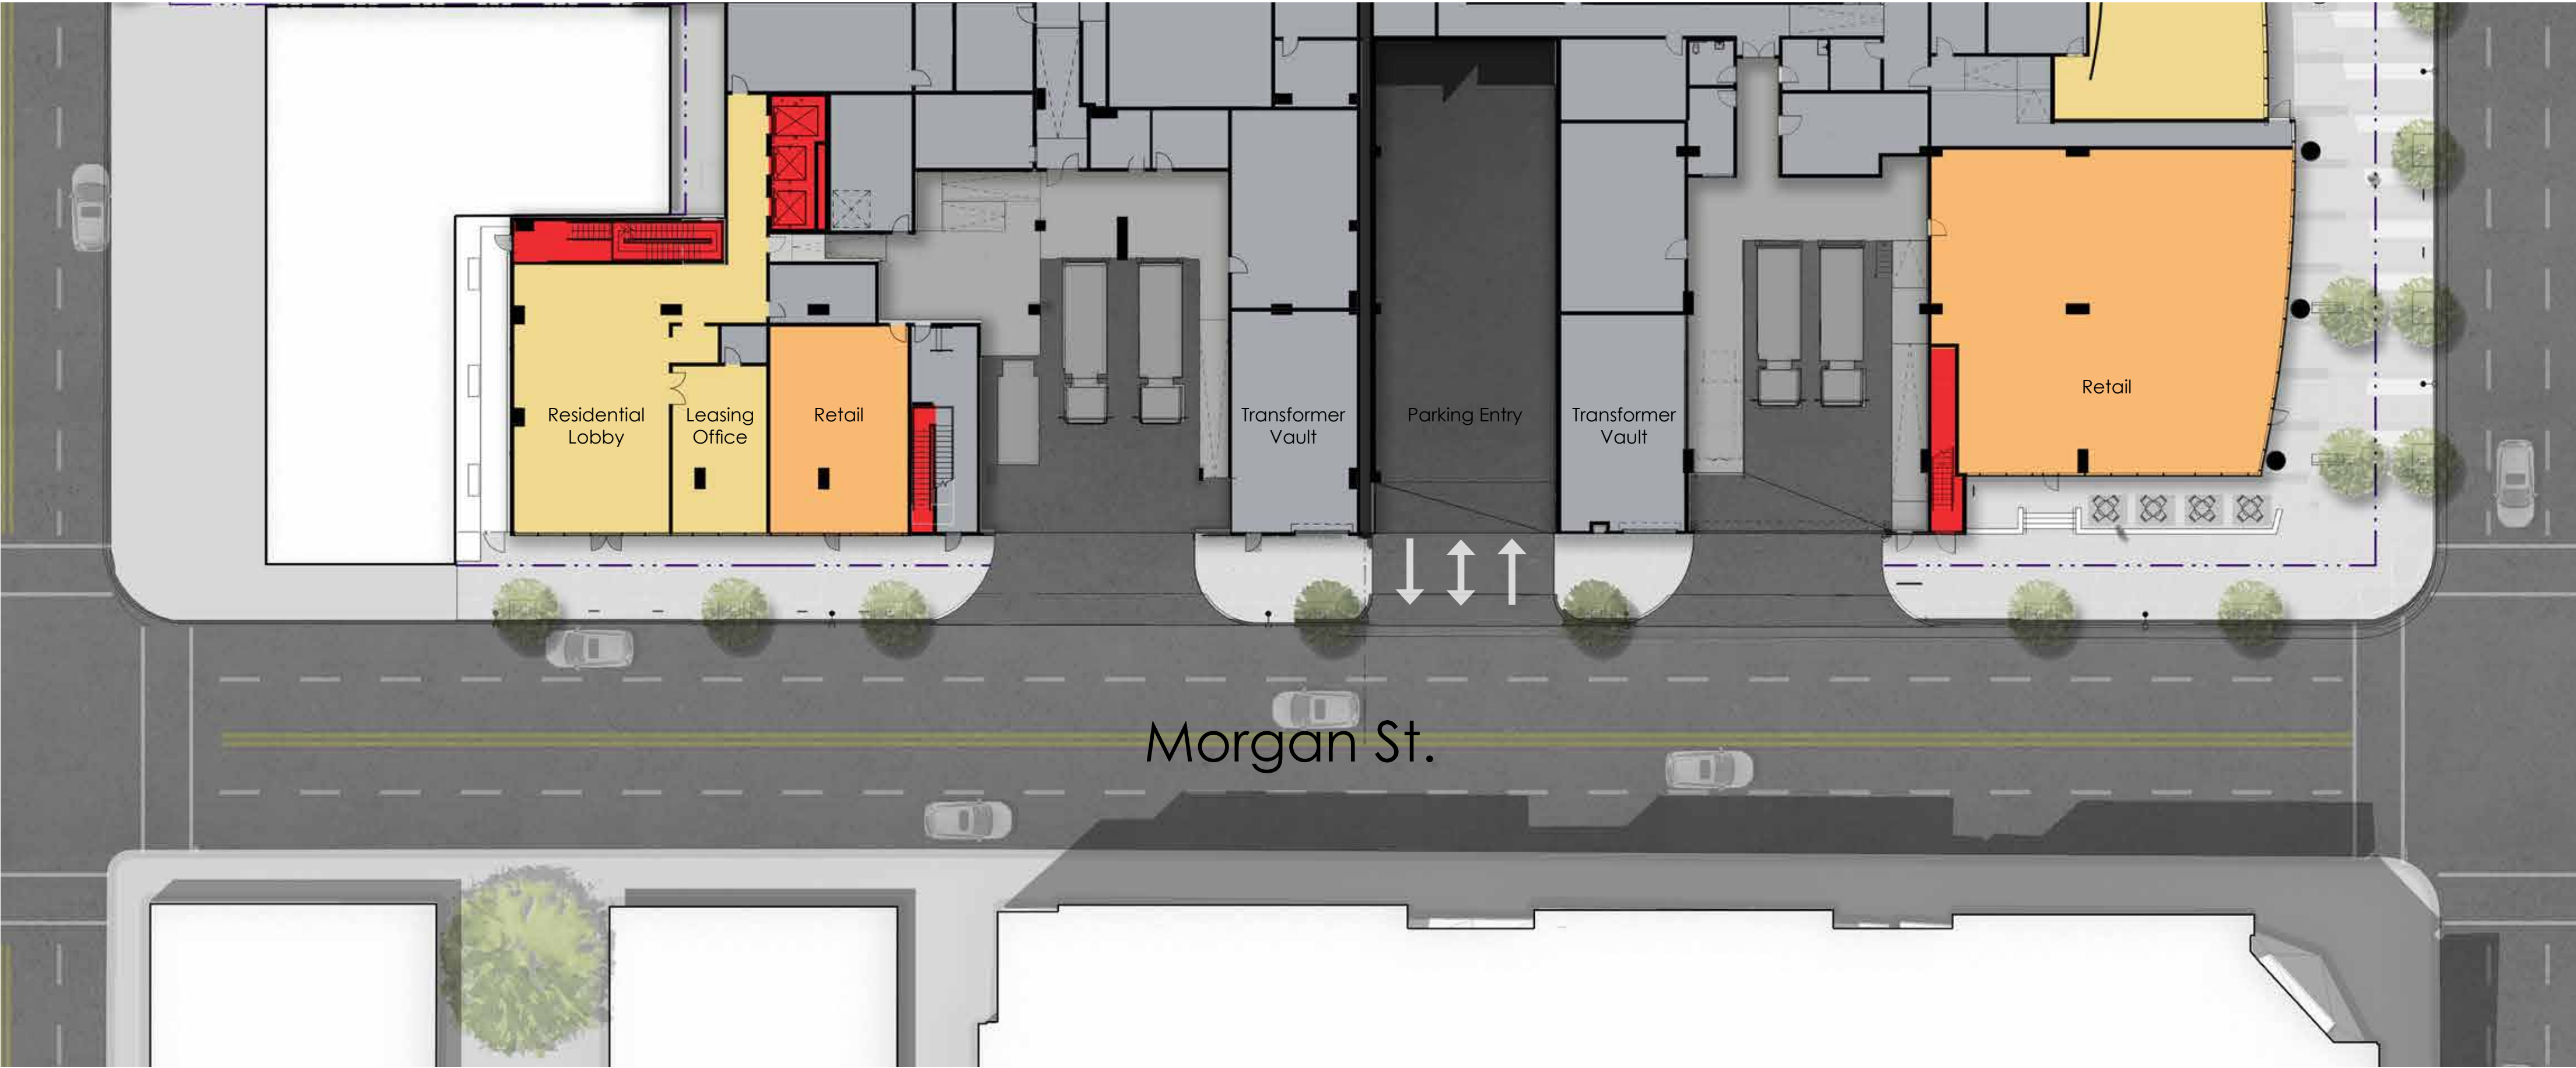 Residential
Lobby
Leasing
Office
Retail
Transformer
Vault
Parking Entry
Transformer
Vault
Retail
Morgan St.